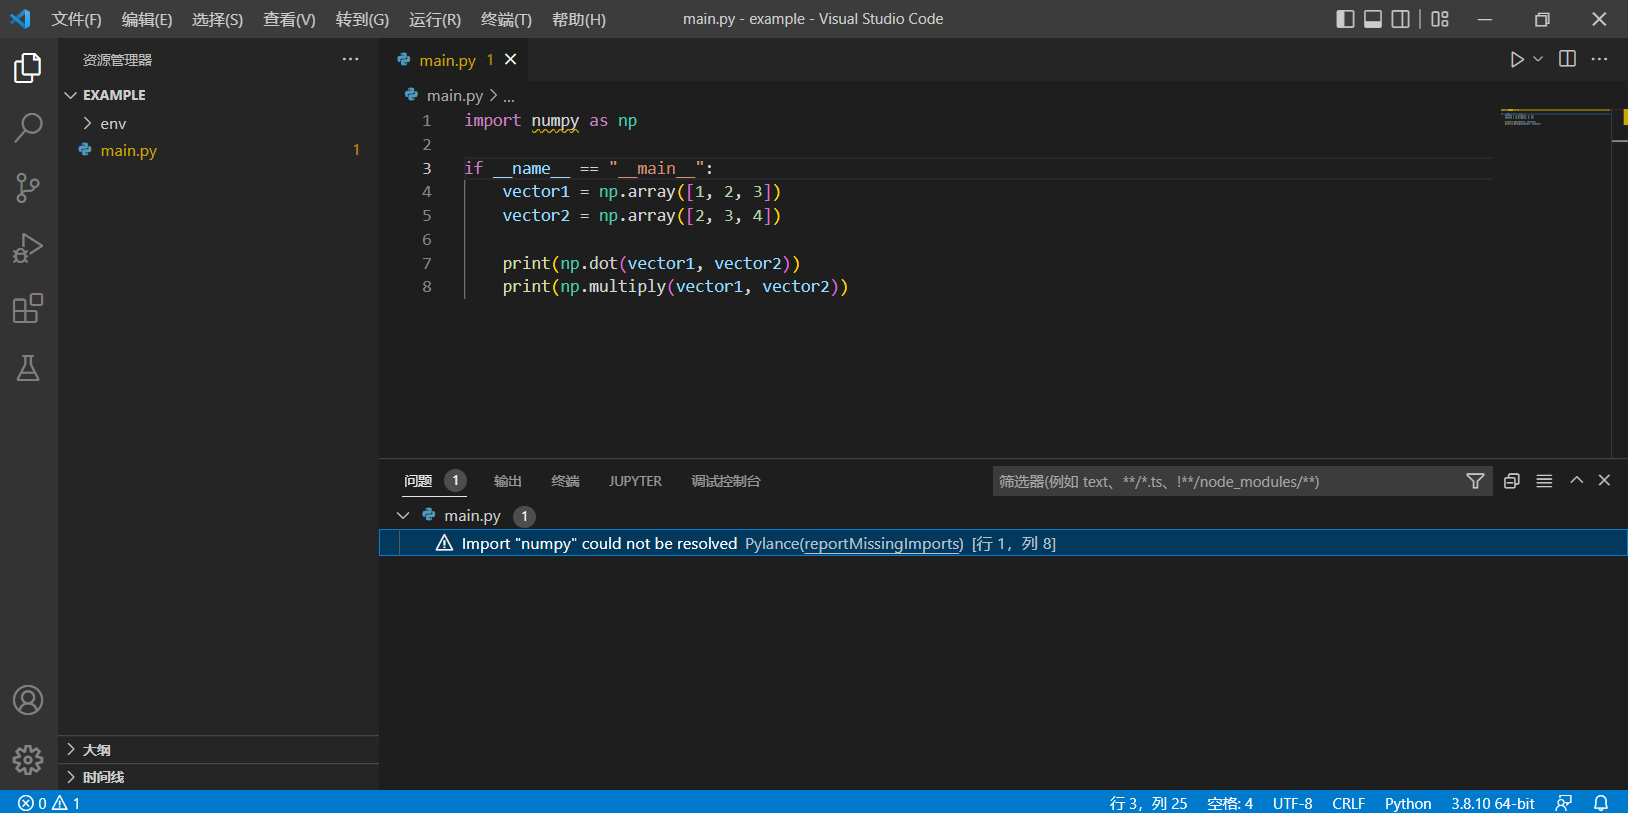 文件(F) 编辑(E) 选择(S) 查看(V) 转到(G) 运行(R) 终端(T) 帮助(H) main.py - example - Visual Studio Code
资源管理器
EXAMPLE
env
main.py 1
大纲
时间线
main.py 1
main.py > ...
1 import numpy as np
2
3 if __name__ == "__main__":
4 vector1 = np.array([1, 2, 3])
5 vector2 = np.array([2, 3, 4])
6
7 print(np.dot(vector1, vector2))
8 print(np.multiply(vector1, vector2))
问题 1 输出 终端 JUPYTER 调试控制台 筛选器(例如 text、**/*.ts、!**/node_modules/**)
main.py 1
Import "numpy" could not be resolved Pylance(reportMissingImports) [行 1，列 8]
0 1 行 3，列 25 空格: 4 UTF-8 CRLF Python 3.8.10 64-bit